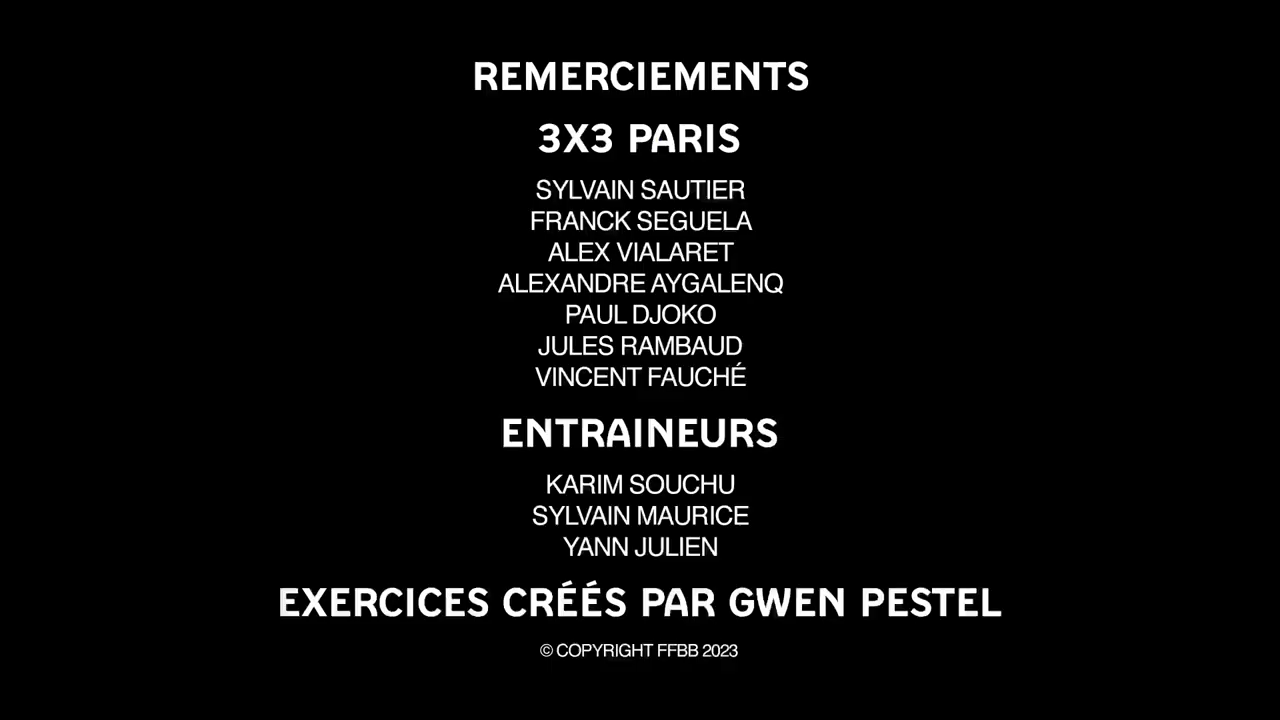 REMERCIEMENTS
3X3 PARIS
SYLVAIN SAUTIER
FRANCK SEGUELA
ALEX VIALARET
ALEXANDRE AYGALENQ
PAUL DJOKO
JULES RAMBAUD
VINCENT FAUCHÉ
ENTRAINEURS
KARIM SOUCHU
SYLVAIN MAURICE
YANN JULIEN
EXERCICES CRÉÉS PAR GWEN PESTEL
© COPYRIGHT FFBB 2023